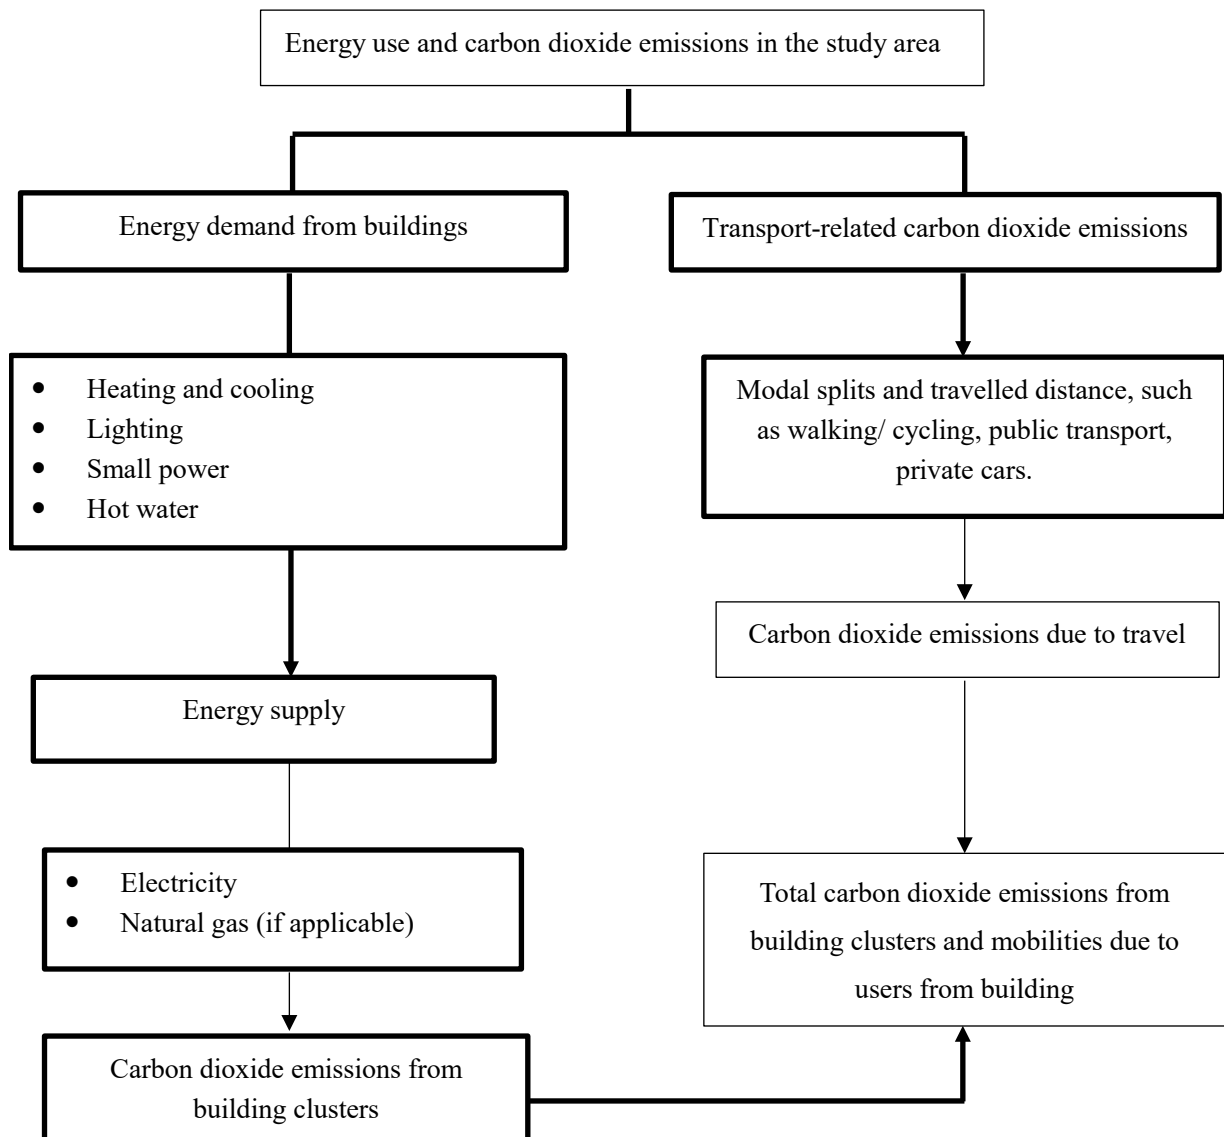 Energy use and carbon dioxide emissions in the study area
Energy demand from buildings
Transport-related carbon dioxide emissions
• Heating and cooling
• Lighting
• Small power
• Hot water
Modal splits and travelled distance, such
as walking/ cycling, public transport,
private cars.
Carbon dioxide emissions due to travel
Energy supply
• Electricity
• Natural gas (if applicable)
Total carbon dioxide emissions from
building clusters and mobilities due to
users from building
Carbon dioxide emissions from
building clusters